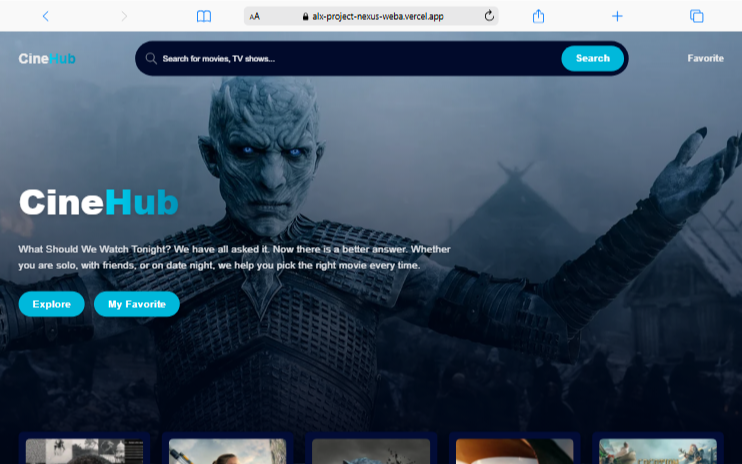 AA alx-project-nexus-weba.vercel.app
CineHub Search for movies, TV shows... Search Favorite
CineHub
What Should We Watch Tonight? We have all asked it. Now there is a better answer. Whether
you are solo, with friends, or on date night, we help you pick the right movie every time.
Explore My Favorite